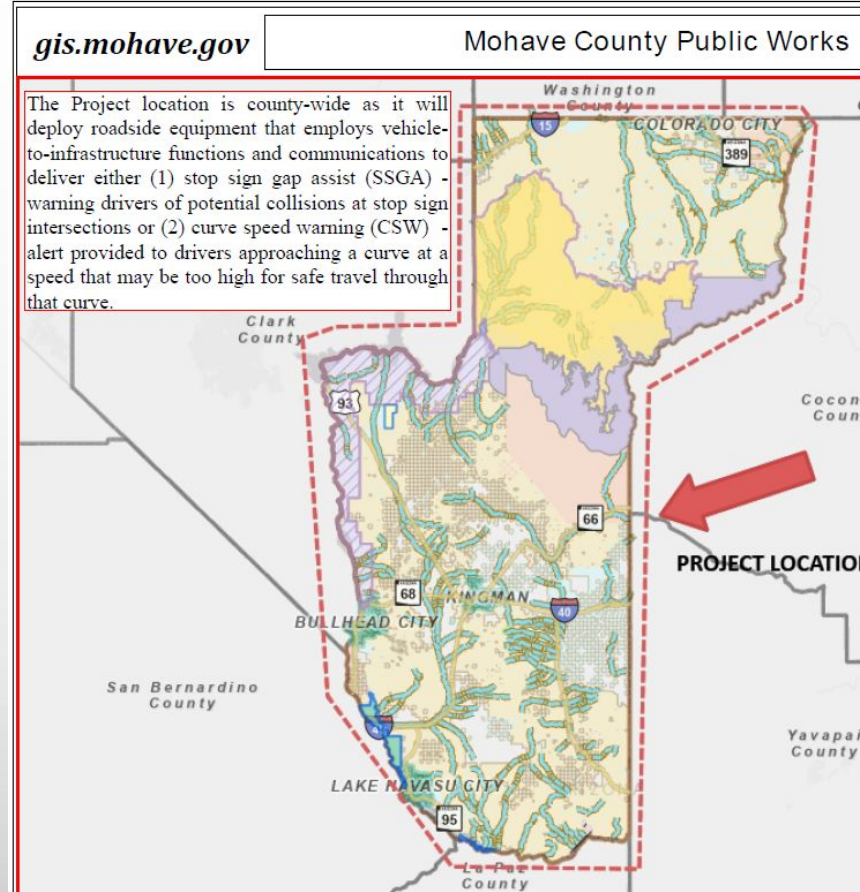 gis.mohave.gov
Mohave County Public Works
The Project location is county-wide as it will
deploy roadside equipment that employs vehicle-
to-infrastructure functions and communications to
deliver either (1) stop sign gap assist (SSGA) -
warning drivers of potential collisions at stop sign
intersections or (2) curve speed warning (CSW) -
alert provided to drivers approaching a curve at a
speed that may be too high for safe travel through
that curve.
Washington
County
15
COLORADO CITY
389
Clark
County
93
Cocon
Coun
66
PROJECT LOCATION
68
KINGMAN
40
BULLHEAD CITY
San Bernardino
County
Yavapai
County
4
LAKE HAVASU CITY
95
La Paz
County